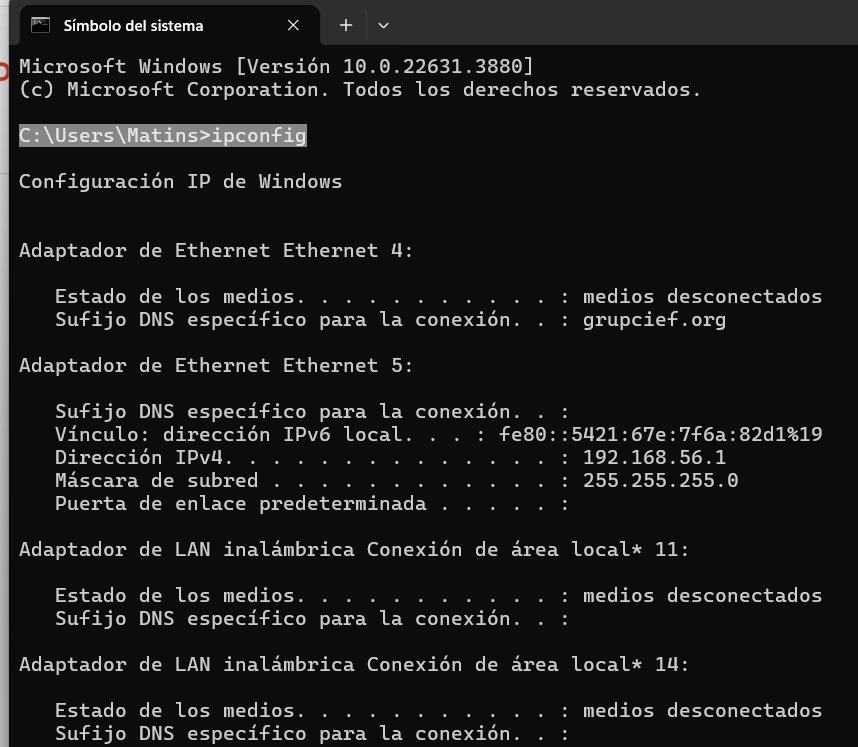 Símbolo del sistema
Microsoft Windows [Versión 10.0.22631.3880]
(c) Microsoft Corporation. Todos los derechos reservados.
C:\Users\Matins>ipconfig
Configuración IP de Windows
Adaptador de Ethernet Ethernet 4:
Estado de los medios. . . . . . . . . . . : medios desconectados
Sufijo DNS específico para la conexión. . : grupcief.org
Adaptador de Ethernet Ethernet 5:
Sufijo DNS específico para la conexión. . :
Vínculo: dirección IPv6 local. . . : fe80::5421:67e:7f6a:82d1%19
Dirección IPv4. . . . . . . . . . . . . . : 192.168.56.1
Máscara de subred . . . . . . . . . . . . : 255.255.255.0
Puerta de enlace predeterminada . . . . . :
Adaptador de LAN inalámbrica Conexión de área local* 11:
Estado de los medios. . . . . . . . . . . : medios desconectados
Sufijo DNS específico para la conexión. . :
Adaptador de LAN inalámbrica Conexión de área local* 14:
Estado de los medios. . . . . . . . . . . : medios desconectados
Sufijo DNS específico para la conexión. . :